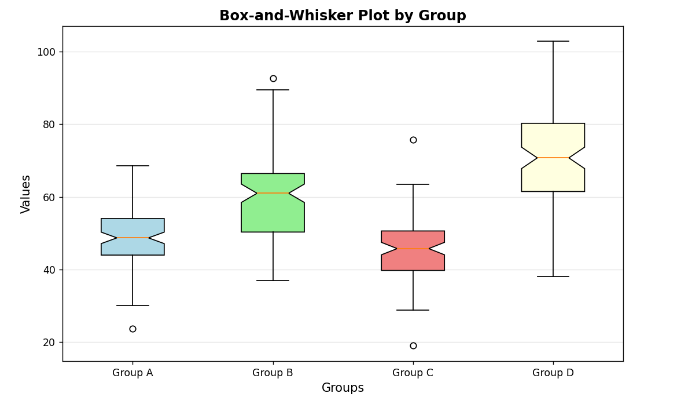 Box-and-Whisker Plot by Group
Values
100
80
60
40
20
Group A
Group B
Group C
Group D
Groups